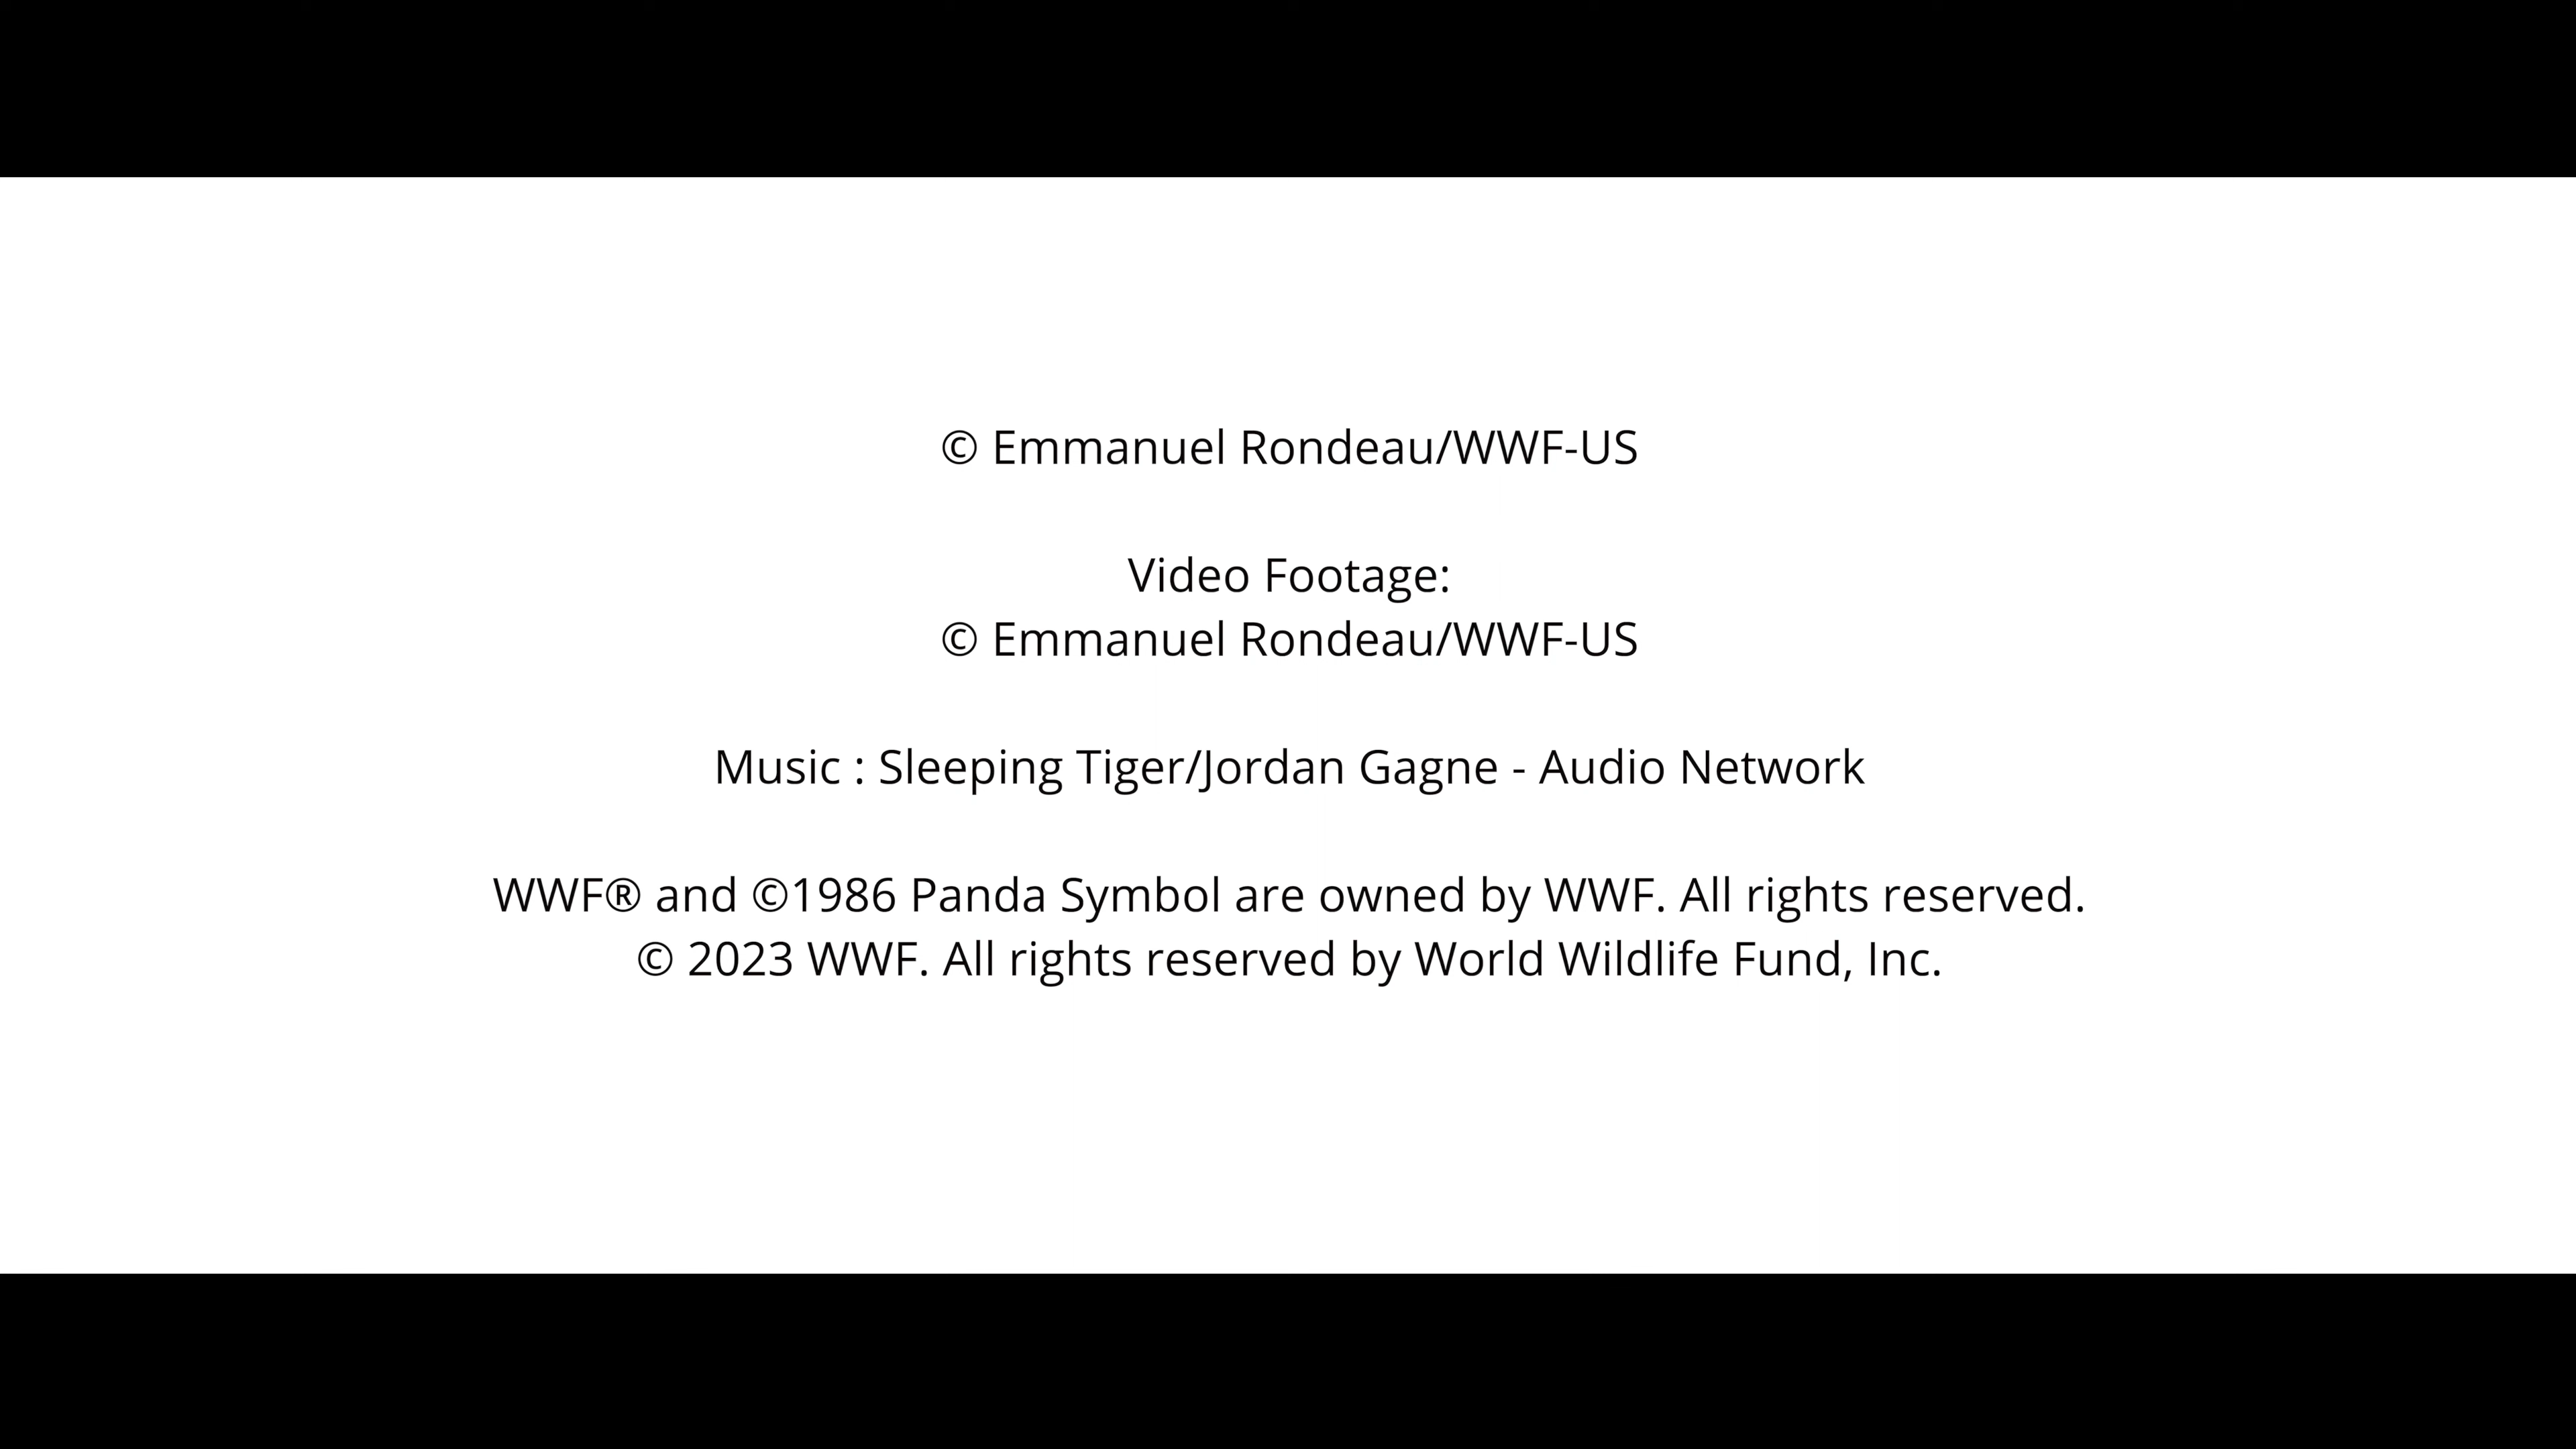 © Emmanuel Rondeau/WWF-US
Video Footage:
© Emmanuel Rondeau/WWF-US
Music : Sleeping Tiger/Jordan Gagne - Audio Network
WWF® and ©1986 Panda Symbol are owned by WWF. All rights reserved.
© 2023 WWF. All rights reserved by World Wildlife Fund, Inc.